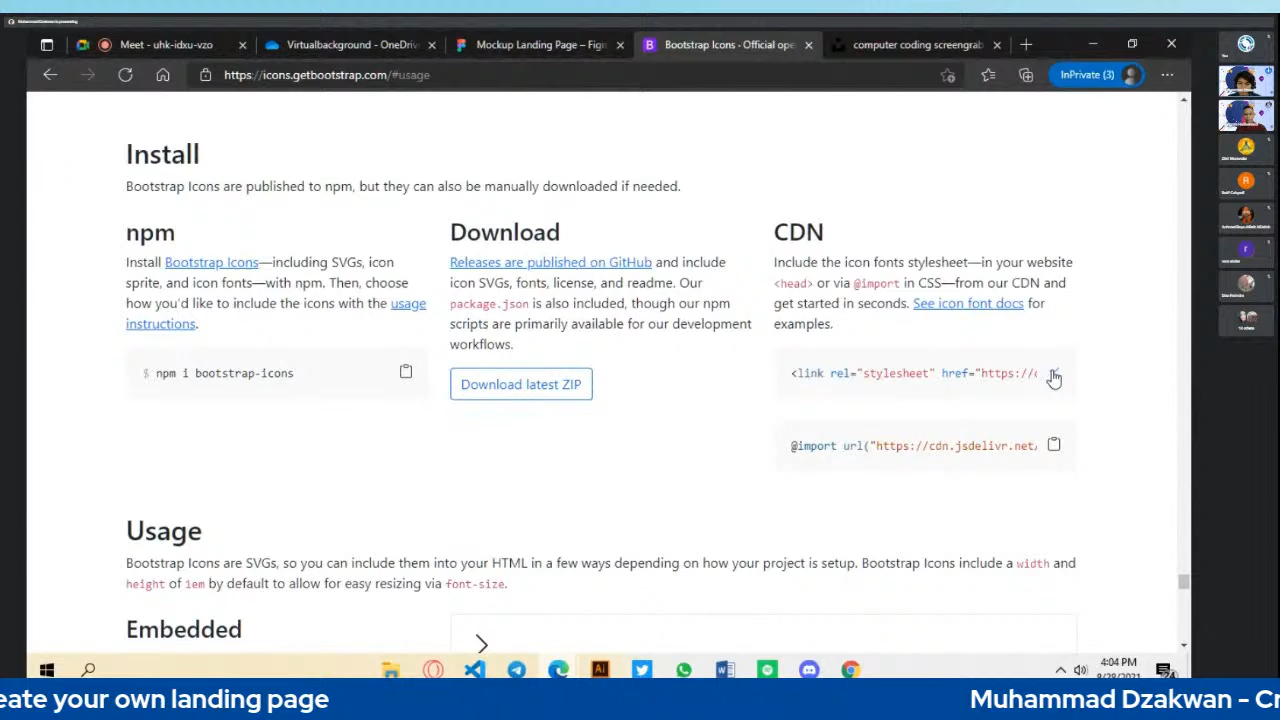 Muhammad Dzakwan is presenting
Meet - uhk-idxu-vzo
Virtualbackground - OneDriv
Mockup Landing Page – Fign
Bootstrap Icons · Official ope
computer coding screengrab
https://icons.getbootstrap.com/#usage
InPrivate (3)
Install
Bootstrap Icons are published to npm, but they can also be manually downloaded if needed.
npm
Install Bootstrap Icons—including SVGs, icon
sprite, and icon fonts—with npm. Then, choose
how you'd like to include the icons with the usage
instructions.
$ npm i bootstrap-icons
Download
Releases are published on GitHub and include
icon SVGs, fonts, license, and readme. Our
package.json is also included, though our npm
scripts are primarily available for our development
workflows.
Download latest ZIP
CDN
Include the icon fonts stylesheet—in your website
<head> or via @import in CSS—from our CDN and
get started in seconds. See icon font docs for
examples.
<link rel="stylesheet" href="https://c
@import url("https://cdn.jsdelivr.net/
Usage
Bootstrap Icons are SVGs, so you can include them into your HTML in a few ways depending on how your project is setup. Bootstrap Icons include a width and
height of 1em by default to allow for easy resizing via font-size.
Embedded
You
4:04 PM
8/28/2021
eate your own landing page
Muhammad Dzakwan - Cr